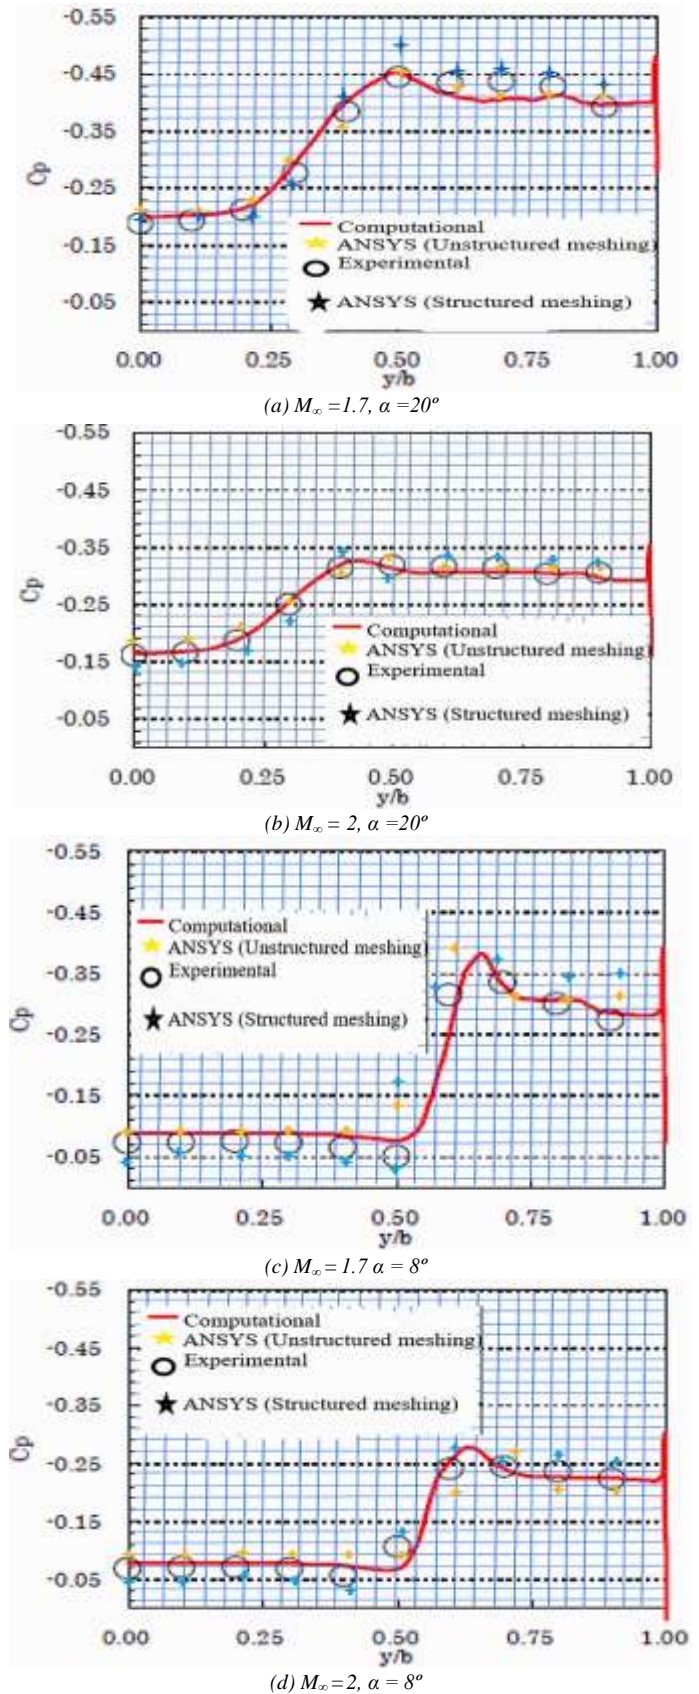 -0.55
-0.45
-0.35
-0.25
-0.15
-0.05
Cp
Computational
ANSYS (Unstructured meshing)
Experimental
ANSYS (Structured meshing)
0.00 0.25 0.50 0.75 1.00
y/b
(a) M∞ =1.7, α =20º
-0.55
-0.45
-0.35
-0.25
-0.15
-0.05
Cp
Computational
ANSYS (Unstructured meshing)
Experimental
ANSYS (Structured meshing)
0.00 0.25 0.50 0.75 1.00
y/b
(b) M∞ = 2, α =20º
-0.55
-0.45
-0.35
-0.25
-0.15
-0.05
Cp
Computational
ANSYS (Unstructured meshing)
Experimental
ANSYS (Structured meshing)
0.00 0.25 0.50 0.75 1.00
y/b
(c) M∞ = 1.7 α = 8º
-0.55
-0.45
-0.35
-0.25
-0.15
-0.05
Cp
Computational
ANSYS (Unstructured meshing)
Experimental
ANSYS (Structured meshing)
0.00 0.25 0.50 0.75 1.00
y/b
(d) M∞ =2, α = 8º